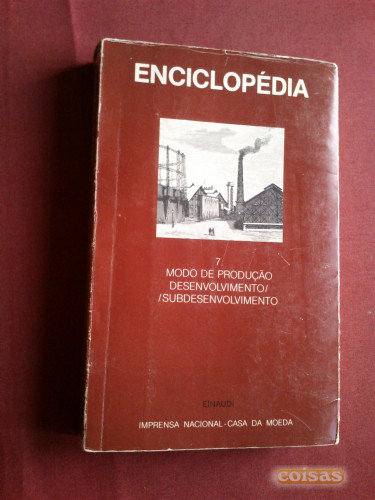 ENCICLOPÉDIA
7.
MODO DE PRODUÇÃO
DESENVOLVIMENTO/
/SUBDESENVOLVIMENTO
EINAUDI
IMPRENSA NACIONAL-CASA DA MOEDA
coisas